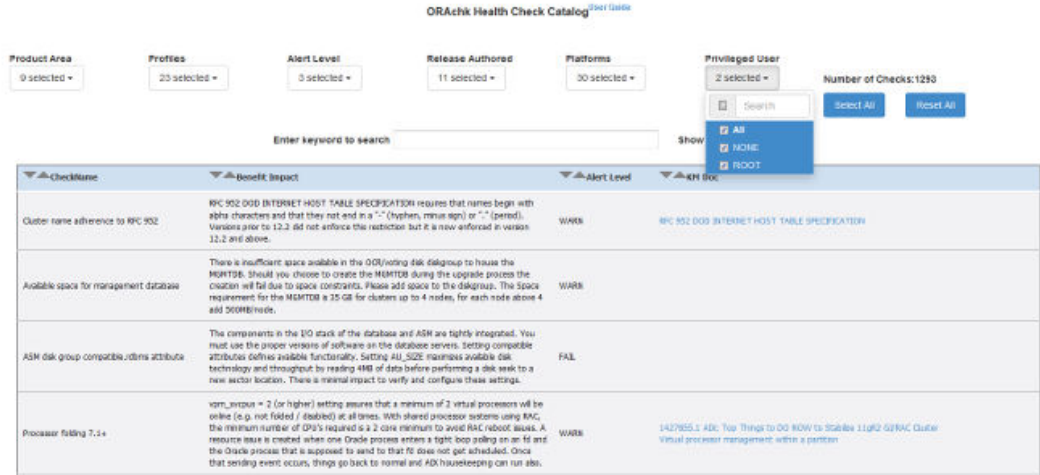 ORAchk Health Check Catalog User Guide
Product Area Profiles Alert Level Release Authored Platforms Privileged User
9 selected 23 selected 3 selected 11 selected 30 selected 2 selected Number of Checks:1293
Search Select All Reset All
All
Enter keyword to search Show NONE
ROOT
CheckName Benefit Impact Alert Level KM Doc
RFC 952 DOD INTERNET HOST TABLE SPECIFICATION requires that names begin with
alpha characters and that they not end in a "-" (hyphen, minus sign) or "." (period).
Cluster name adherence to RFC 952 WARN RFC 952 DOD INTERNET HOST TABLE SPECIFICATION
Versions prior to 12.2 did not enforce this restriction but it is now enforced in version
12.2 and above.
There is insufficient space available in the OCR/voting disk diskgroup to house the
MGMTDB. Should you choose to create the MGMTDB during the upgrade process the
Available space for management database creation will fail due to space constraints. Please add space to the diskgroup. The Space WARN
requirement for the MGMTDB is 35 GB for clusters up to 4 nodes, for each node above 4
add 500MB/node.
The components in the I/O stack of the database and ASM are tightly integrated. You
must use the proper versions of software on the database servers. Setting compatible
ASM disk group compatible.rdbms attribute attributes defines available functionality. Setting AU_SIZE maximizes available disk FAIL
technology and throughput by reading 4MB of data before performing a disk seek to a
new sector location. There is minimal impact to verify and configure these settings.
= 2 (or higher) setting assures that a minimum of 2 virtual processors will be
online (e.g. not folded / disabled) at all times. With shared processor systems using RAC,
the minimum number of CPU's required is a 2 core minimum to avoid RAC reboot issues. A
Processor folding 7.1+ WARN 1427855.1 AIX: Top Things to DO NOW to Stabilize 11gR2 GI/RAC Cluster
resource issue is created when one Oracle process enters a tight loop polling on an fd and
Virtual processor management within a partition
the Oracle process that is supposed to send to that fd does not get scheduled. Once
that sending event occurs, things go back to normal and AIX housekeeping can run also.